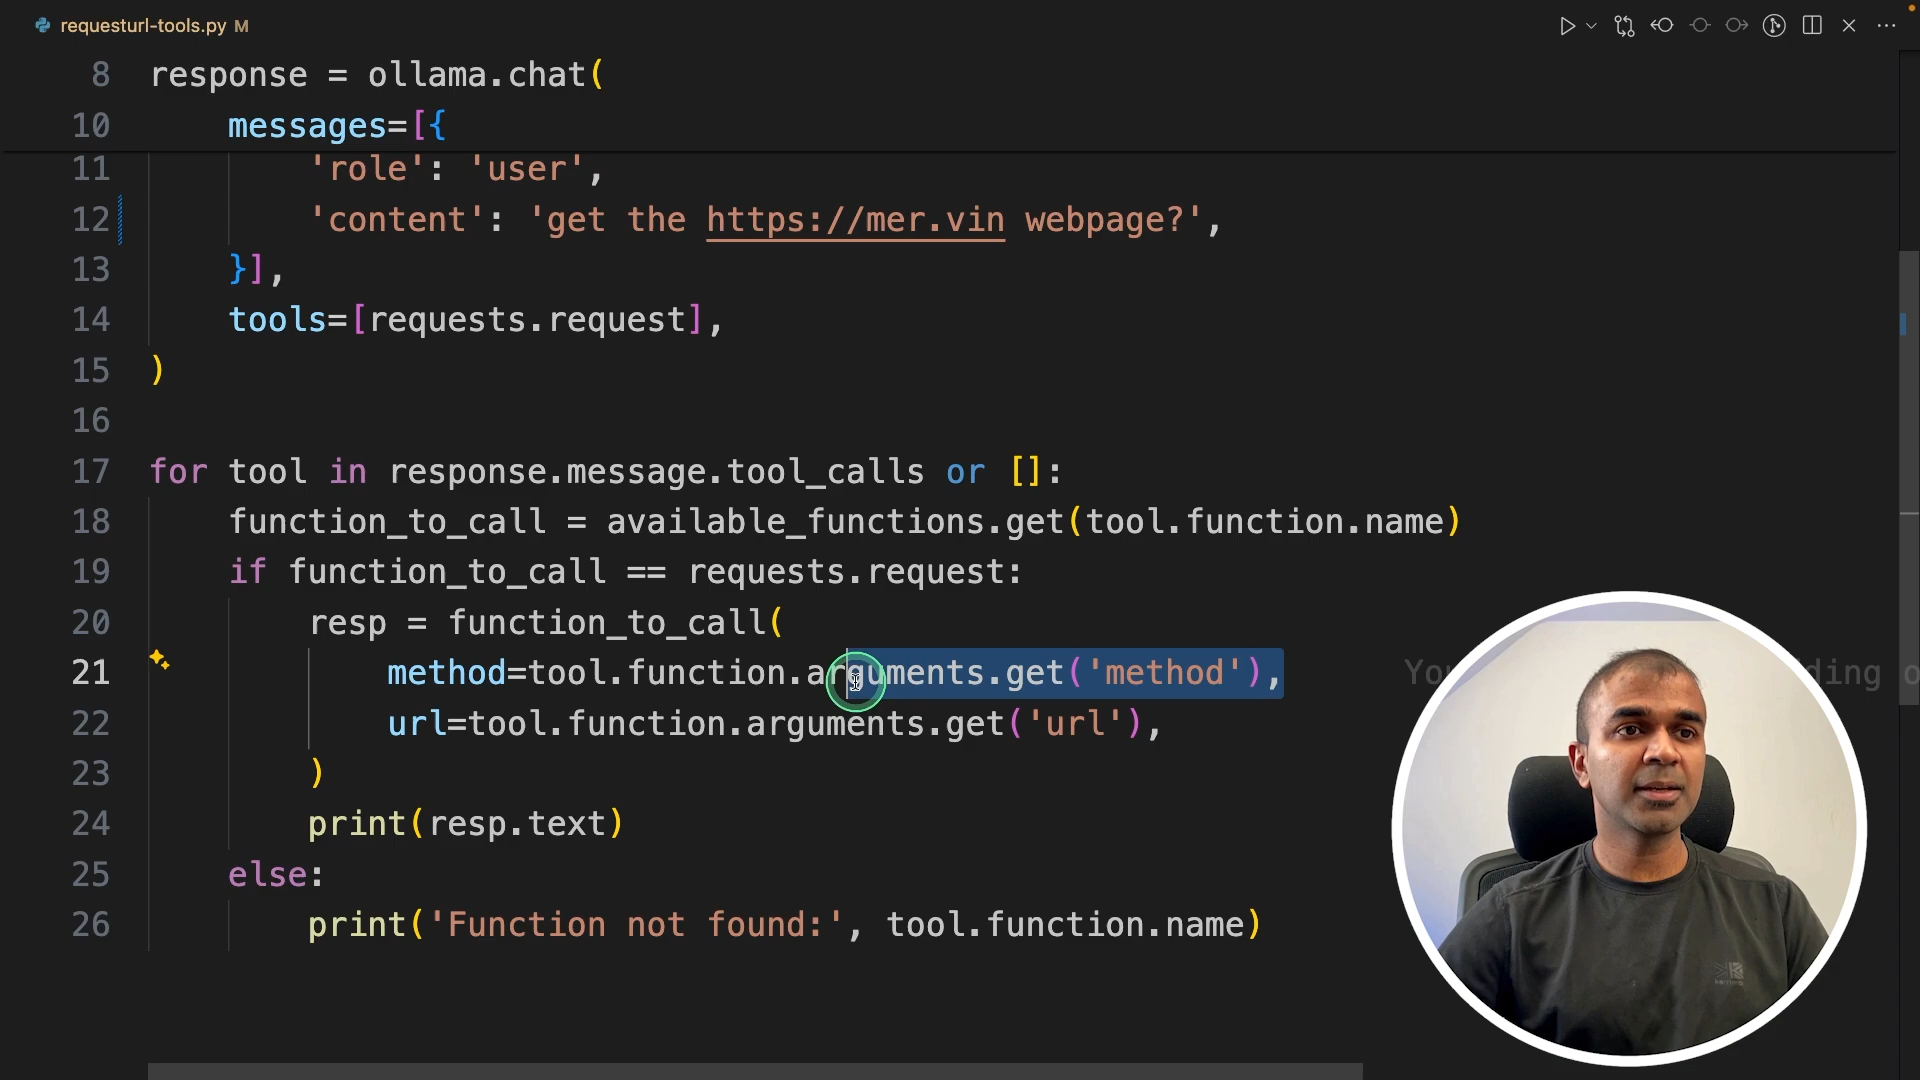 requesturl-tools.py M
8 response = ollama.chat(
10 messages=[{
11 'role': 'user',
12 'content': 'get the https://mer.vin webpage?',
13 }],
14 tools=[requests.request],
15 )
16
17 for tool in response.message.tool_calls or []:
18 function_to_call = available_functions.get(tool.function.name)
19 if function_to_call == requests.request:
20 resp = function_to_call(
21 method=tool.function.arguments.get('method'), You
22 url=tool.function.arguments.get('url'),
23 )
24 print(resp.text)
25 else:
26 print('Function not found:', tool.function.name)